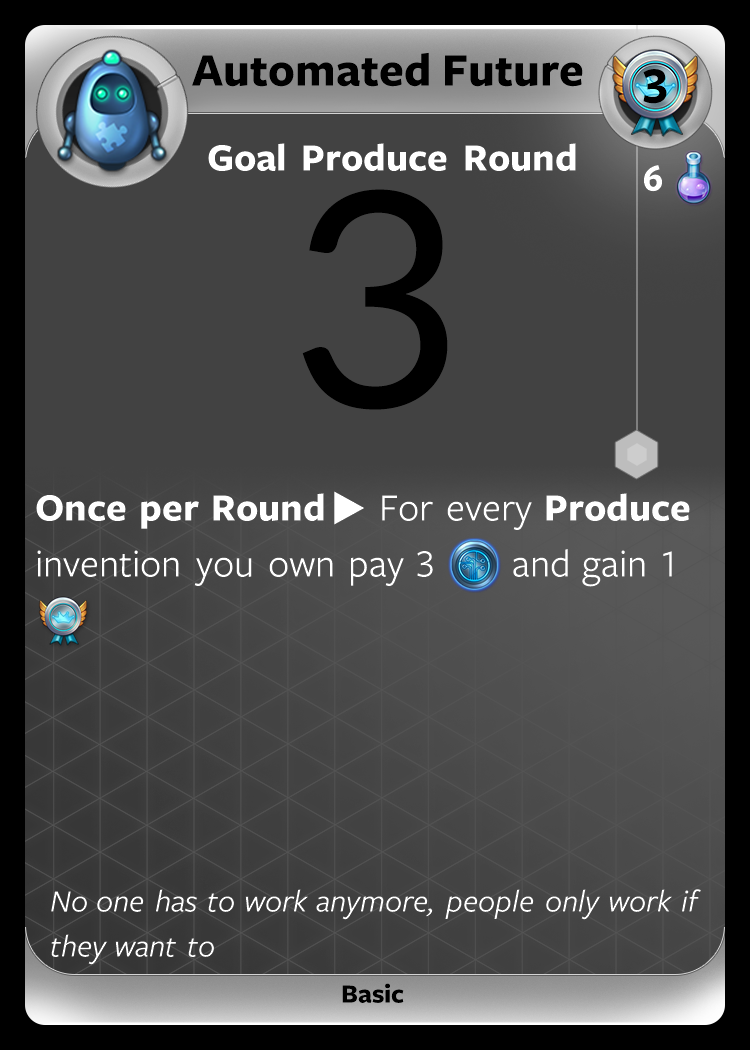 Automated Future
3
Goal Produce Round
6
3
Once per Round▶ For every Produce
invention you own pay 3 and gain 1
No one has to work anymore, people only work if
they want to
Basic